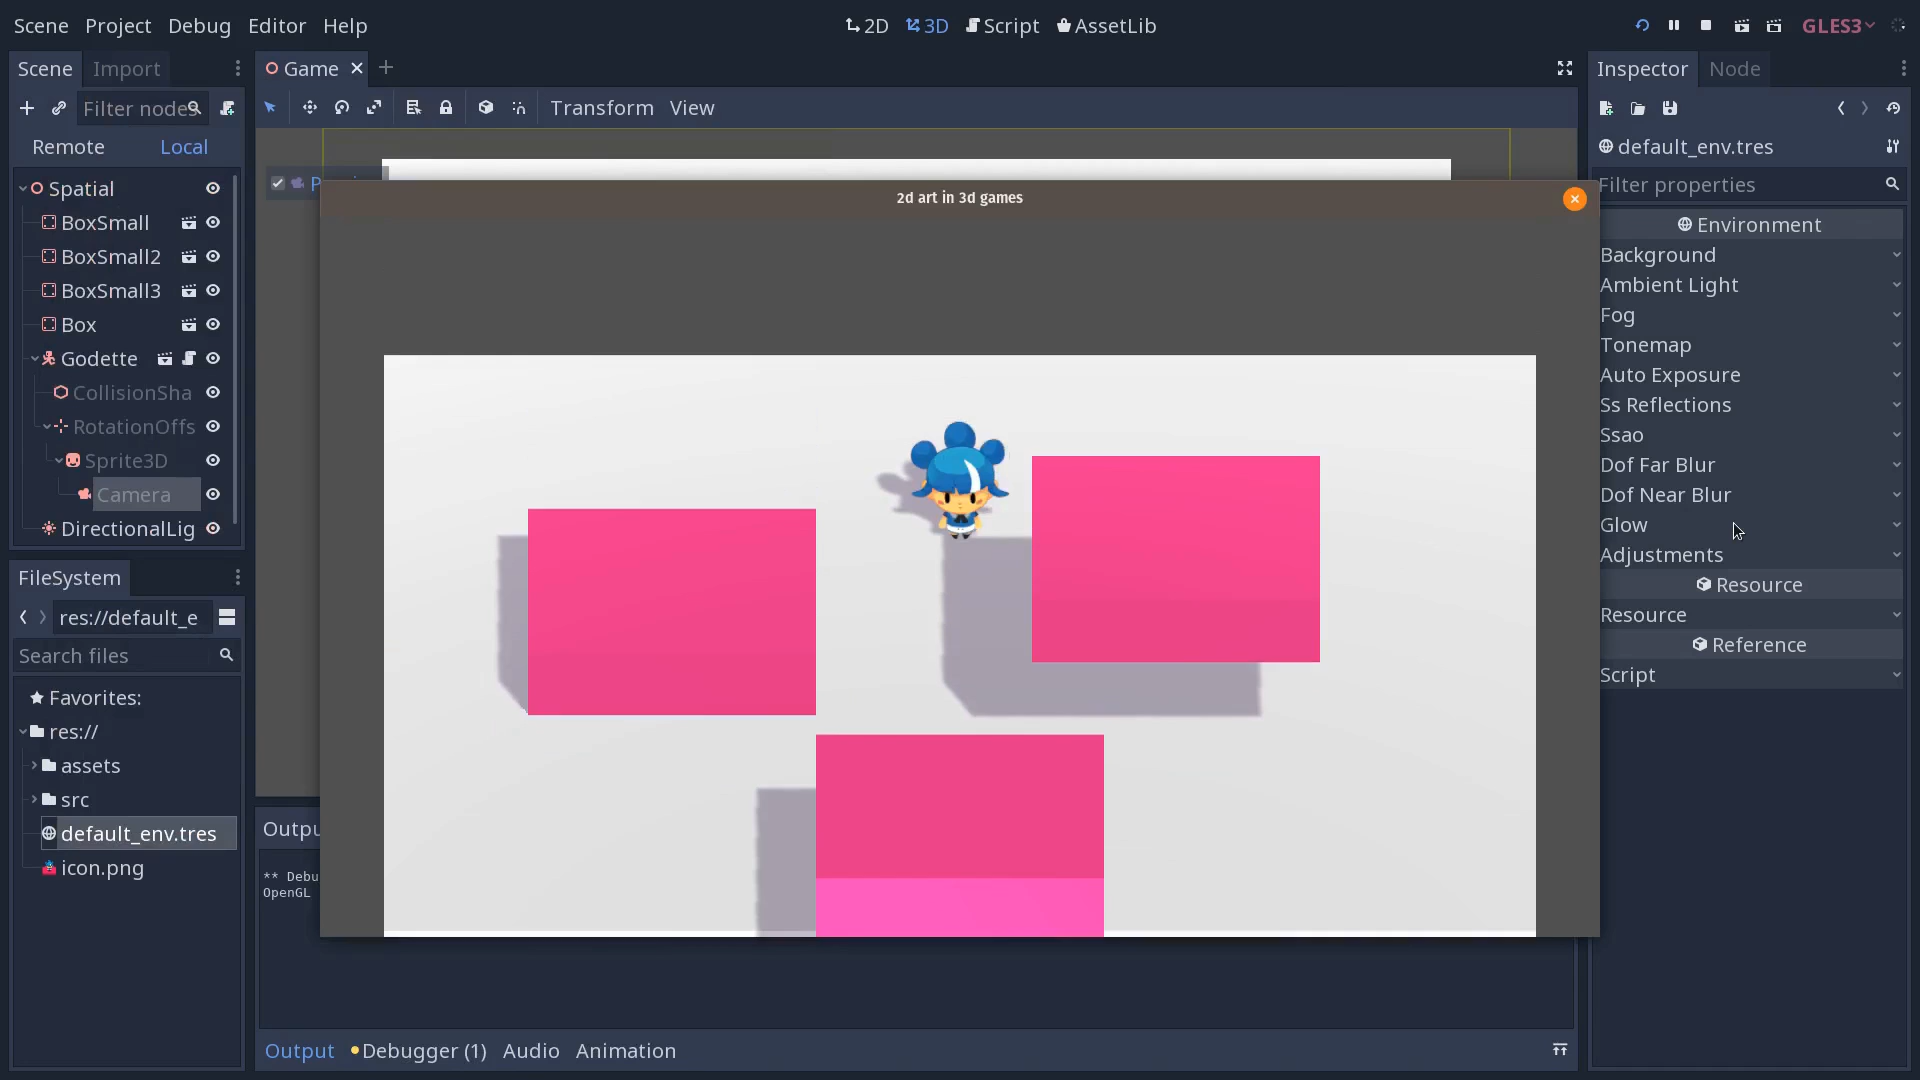 Scene Project Debug Editor Help
2D 3D Script AssetLib
GLES3
Scene Import
Filter nodes
Remote Local
Spatial
BoxSmall
BoxSmall2
BoxSmall3
Box
Godette
CollisionSha
RotationOffs
Sprite3D
Camera
DirectionalLig
FileSystem
res://default_e
Search files
Favorites:
res://
assets
src
default_env.tres
icon.png
Game
Transform View
P
2d art in 3d games
Outpu
** Debu
OpenGL
Output Debugger (1) Audio Animation
Inspector Node
default_env.tres
Filter properties
Environment
Background
Ambient Light
Fog
Tonemap
Auto Exposure
Ss Reflections
Ssao
Dof Far Blur
Dof Near Blur
Glow
Adjustments
Resource
Resource
Reference
Script